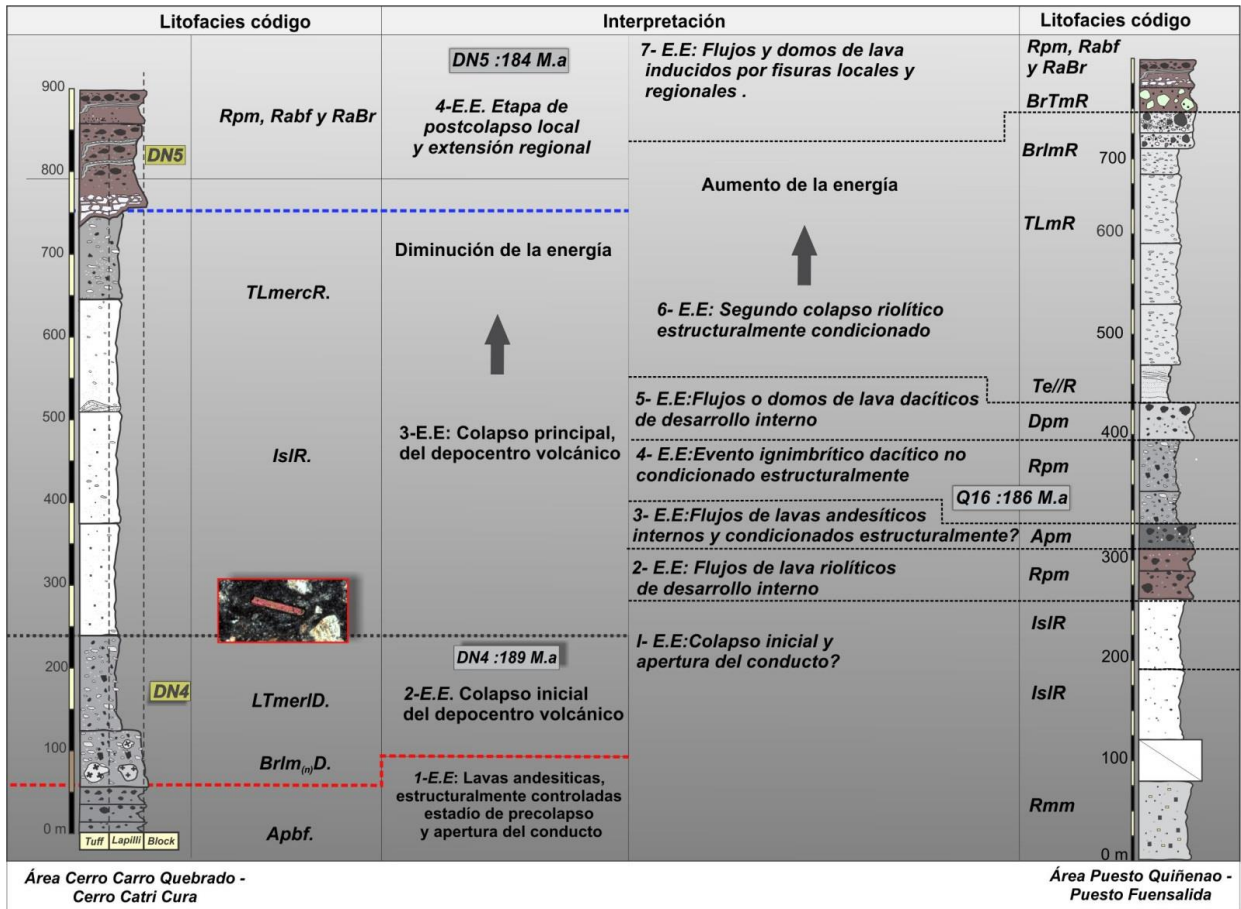 Litofacies código
Interpretación
Litofacies código
900
800
700
600
500
400
300
200
100
0 m
Tuff Lapilli Block
DN5
DN4
Rpm, Rabf y RaBr
TLmercR.
IslR.
LTmerlD.
Brlm(n)D.
Apbf.
DN5 :184 M.a
4-E.E. Etapa de
postcolapso local
y extensión regional
Diminución de la energía
3-E.E: Colapso principal,
del depocentro volcánico
DN4 :189 M.a
2-E.E. Colapso inicial
del depocentro volcánico
1-E.E: Lavas andesiticas,
estructuralmente controladas
estadio de precolapso
y apertura del conducto
7- E.E: Flujos y domos de lava
inducidos por fisuras locales y
regionales .
Aumento de la energía
6- E.E: Segundo colapso riolítico
estructuralmente condicionado
5- E.E:Flujos o domos de lava dacíticos
de desarrollo interno
4- E.E:Evento ignimbrítico dacítico no
condicionado estructuralmente
Q16 :186 M.a
3- E.E:Flujos de lavas andesíticos
internos y condicionados estructuralmente?
2- E.E: Flujos de lava riolíticos
de desarrollo interno
I- E.E:Colapso inicial y
apertura del conducto?
Rpm, Rabf
y RaBr
BrTmR
BrlmR
TLmR
Te//R
Dpm
Rpm
Apm
Rpm
IslR
IslR
Rmm
700
600
500
400
300
200
100
0 m
Área Cerro Carro Quebrado -
Cerro Catri Cura
Área Puesto Quiñenao -
Puesto Fuensalida